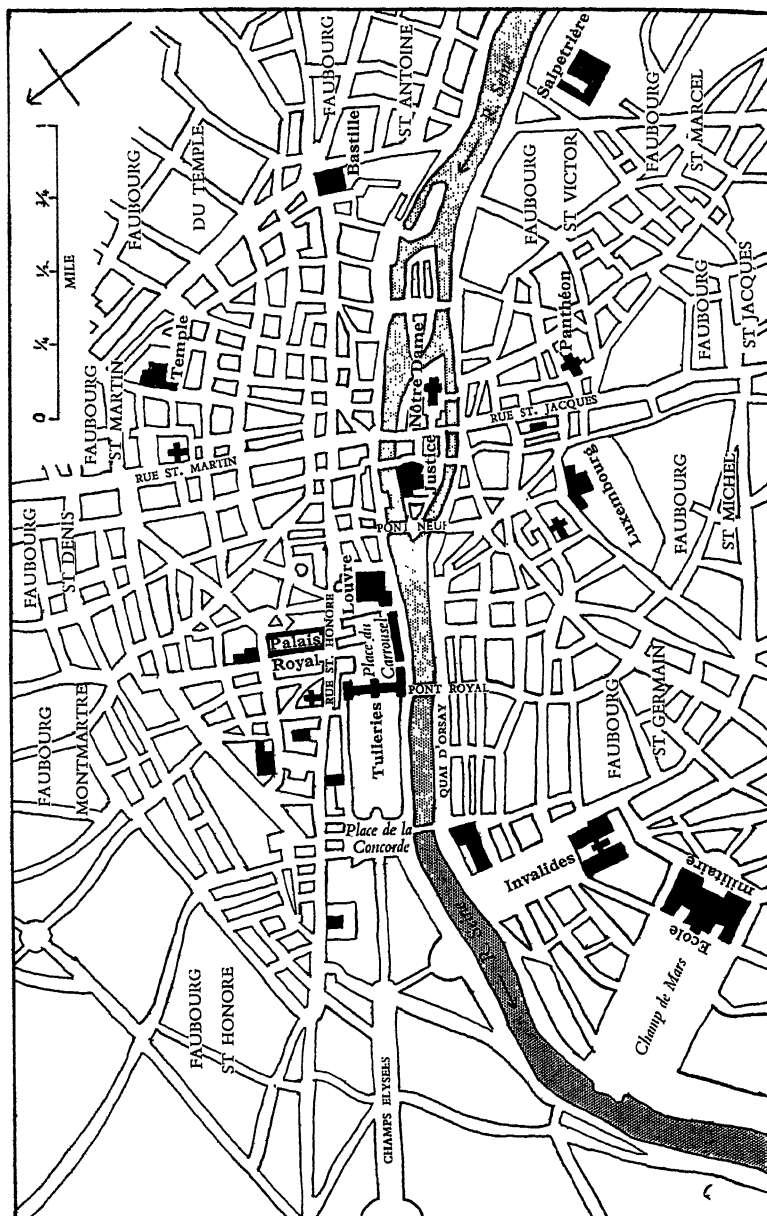 FAUBOURG
ST ANTOINE
Bastille
FAUBOURG
DU TEMPLE
Temple
FAUBOURG
ST MARTIN
RUE ST. MARTIN
FAUBOURG
ST DENIS
FAUBOURG
MONTMARTRE
FAUBOURG
ST HONORE
0 ¼ ½ ¾ 1
MILE
R. Seine
Salpetrière
FAUBOURG
ST MARCEL
FAUBOURG
ST VICTOR
FAUBOURG
ST JACQUES
Panthéon
RUE ST. JACQUES
Nôtre Dame
Justice
PONT NEUF
Luxembourg
FAUBOURG
ST MICHEL
Louvre
Place du
Carrousel
RUE ST. HONORE
Palais
Royal
PONT ROYAL
Tuileries
QUAI D'ORSAY
FAUBOURG
ST. GERMAIN
Place de la
Concorde
Invalides
Ecole
militaire
Champ de Mars
R. Seine
CHAMPS ELYSEES